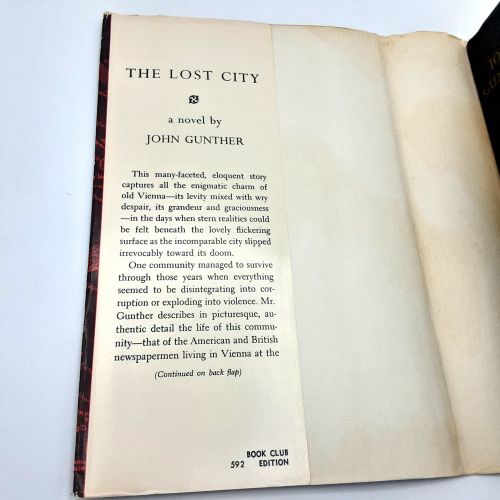 THE LOST CITY
a novel by
JOHN GUNTHER
This many-faceted, eloquent story
captures all the enigmatic charm of
old Vienna—its levity mixed with wry
despair, its grandeur and graciousness
—in the days when stern realities could
be felt beneath the lovely flickering
surface as the incomparable city slipped
irrevocably toward its doom.
One community managed to survive
through those years when everything
seemed to be disintegrating into cor-
ruption or exploding into violence. Mr.
Gunther describes in picturesque, au-
thentic detail the life of this commu-
nity—that of the American and British
newspapermen living in Vienna at the
(Continued on back flap)
BOOK CLUB
592 EDITION